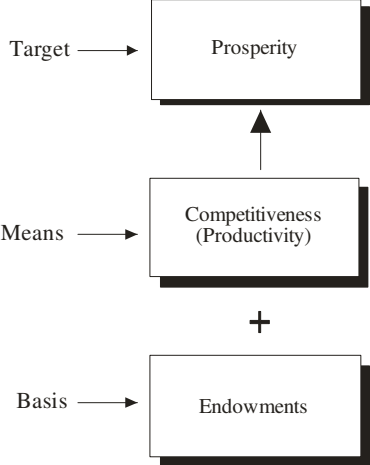 Target
Prosperity
Means
Competitiveness
(Productivity)
+
Basis
Endowments